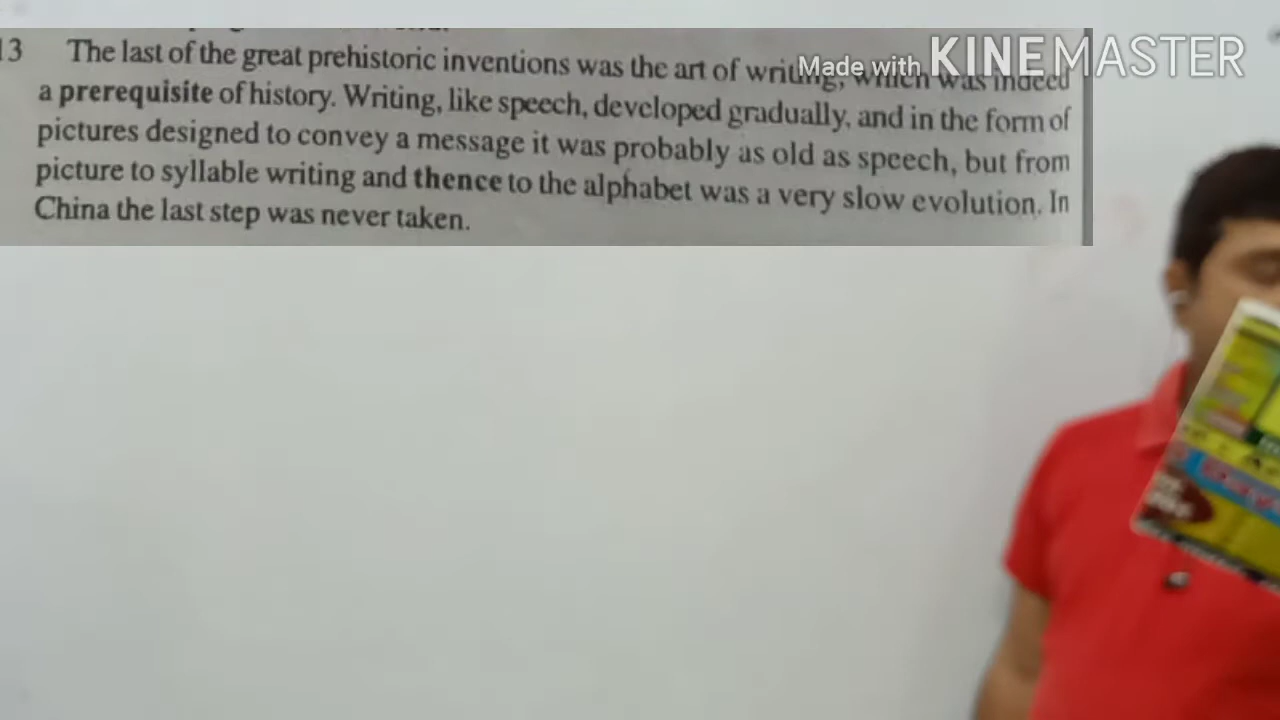 13 The last of the great prehistoric inventions was the art of writing, which was indeed
a prerequisite of history. Writing, like speech, developed gradually, and in the form of
pictures designed to convey a message it was probably as old as speech, but from
picture to syllable writing and thence to the alphabet was a very slow evolution. In
China the last step was never taken.
Made with KINEMASTER